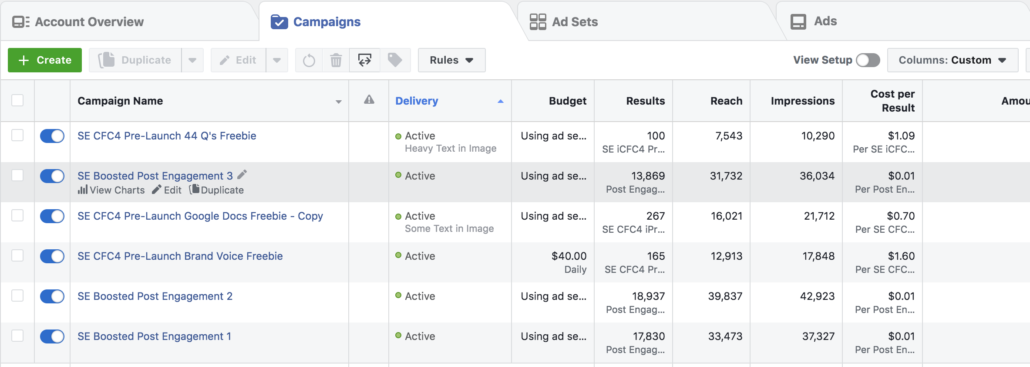 Account Overview
Campaigns
Ad Sets
Ads
+ Create
Duplicate
Edit
Rules
View Setup
Columns: Custom
Campaign Name
Delivery
Budget
Results
Reach
Impressions
Cost per
Result
Amou
SE CFC4 Pre-Launch 44 Q's Freebie
Active
Heavy Text in Image
Using ad se...
100
SE iCFC4 Pr...
7,543
10,290
$1.09
Per SE iCFC...
SE Boosted Post Engagement 3
View Charts Edit Duplicate
Active
Using ad se...
13,869
Post Engag...
31,732
36,034
$0.01
Per Post En...
SE CFC4 Pre-Launch Google Docs Freebie - Copy
Active
Some Text in Image
Using ad se...
267
SE CFC4 iPr...
16,021
21,712
$0.70
Per SE CFC...
SE CFC4 Pre-Launch Brand Voice Freebie
Active
$40.00
Daily
165
SE CFC4 Pr...
12,913
17,848
$1.60
Per SE CFC...
SE Boosted Post Engagement 2
Active
Using ad se...
18,937
Post Engag...
39,837
42,923
$0.01
Per Post En...
SE Boosted Post Engagement 1
Active
Using ad se...
17,830
Post Engag...
33,473
37,327
$0.01
Per Post En...